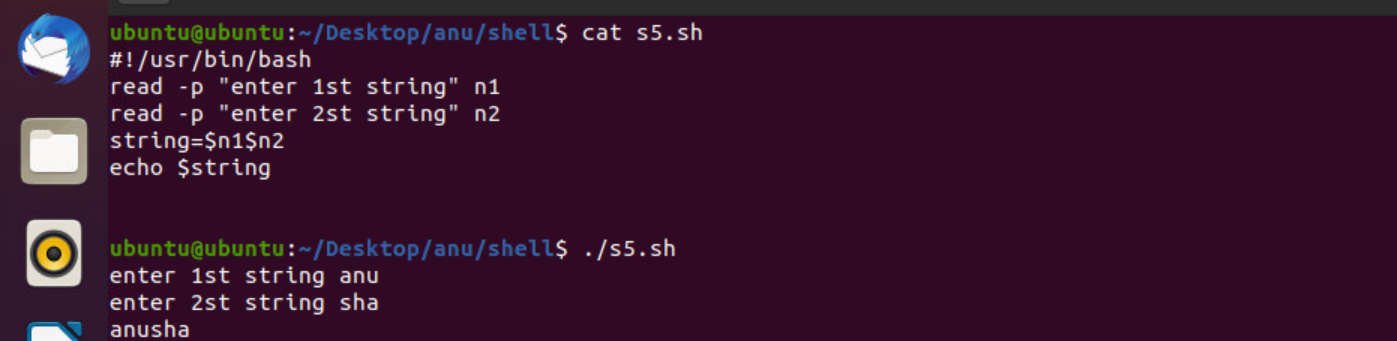 ubuntu@ubuntu:~/Desktop/anu/shell$ cat s5.sh
#!/usr/bin/bash
read -p "enter 1st string" n1
read -p "enter 2st string" n2
string=$n1$n2
echo $string
ubuntu@ubuntu:~/Desktop/anu/shell$ ./s5.sh
enter 1st string anu
enter 2st string sha
anusha